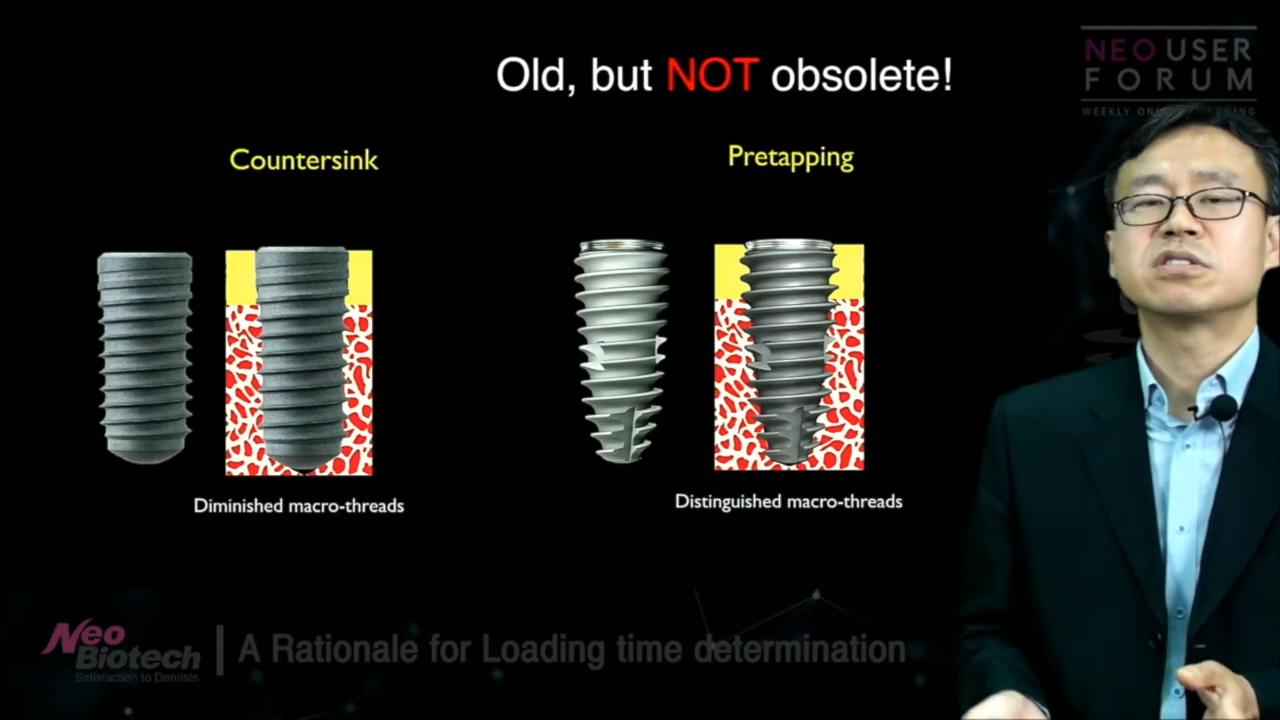 Old, but NOT obsolete!
NEO USER
FORUM
WEEKLY
Countersink
Pretapping
Diminished macro-threads
Distinguished macro-threads
Neo
Biotech
Satisfaction to Dentists
A Rationale for Loading time determination